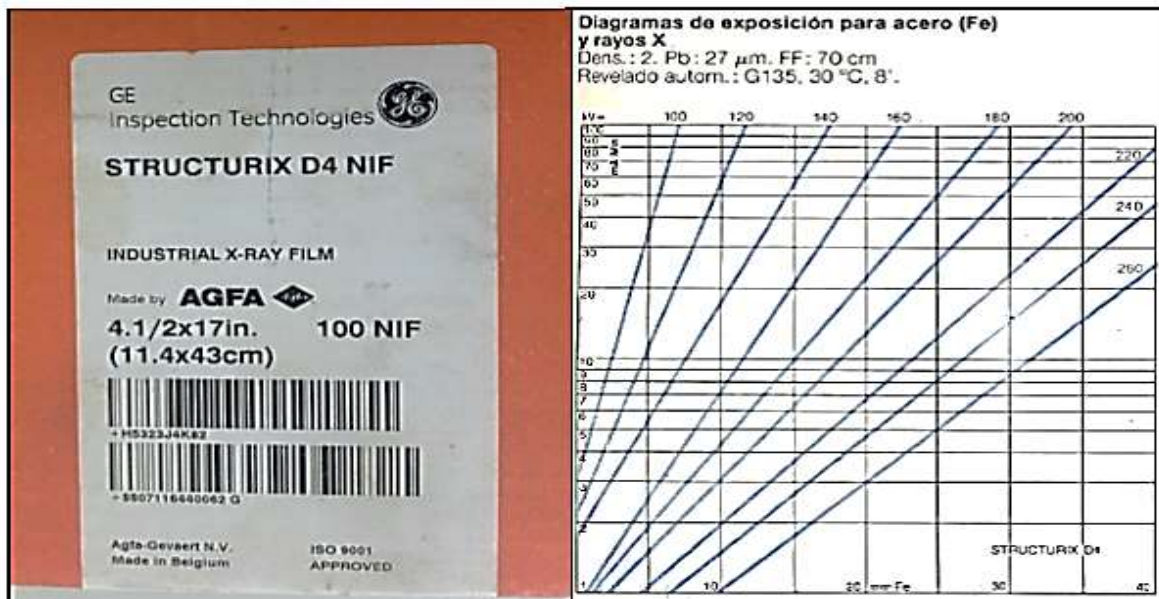 GE
Inspection Technologies
STRUCTURIX D4 NIF
INDUSTRIAL X-RAY FILM
Made by AGFA
4.1/2x17in. 100 NIF
(11.4x43cm)
Agfa-Gevaert N.V. ISO 9001
Made in Belgium APPROVED
Diagramas de exposición para acero (Fe)
y rayos X
Dens.: 2. Pb: 27 μm. FF: 70 cm
Revelado autom.: G135, 30 °C, 8'.
kV= 100 120 140 160 180 200
100
90
80
70
60
50
40
30
20
10
9
8
7
6
5
4
3
2
220
240
260
STRUCTURIX D4
1 10 20 mm Fe 30 40